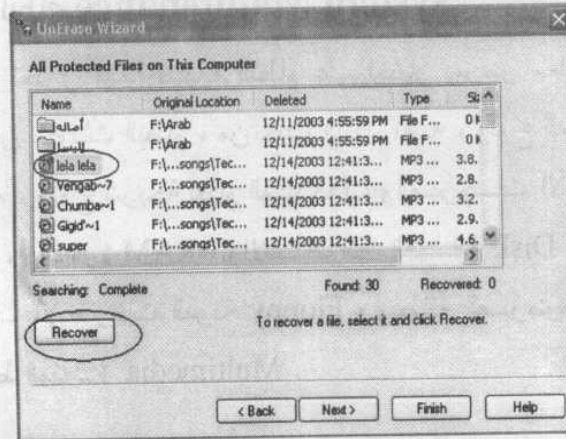 UnErase Wizard
All Protected Files on This Computer
Name Original Location Deleted Type Siz
أصاله F:\Arab 12/11/2003 4:55:59 PM File F... 0 K
لإليسا F:\Arab 12/11/2003 4:55:59 PM File F... 0 K
lela lela F:\...songs\Tec... 12/14/2003 12:41:3... MP3 ... 3.8.
Vengab~7 F:\...songs\Tec... 12/14/2003 12:41:3... MP3 ... 2.8.
Chumba~1 F:\...songs\Tec... 12/14/2003 12:41:3... MP3 ... 3.2.
Gigid'~1 F:\...songs\Tec... 12/14/2003 12:41:3... MP3 ... 2.9.
super F:\...songs\Tec... 12/14/2003 12:41:3... MP3 ... 4.6.
Searching: Complete Found: 30 Recovered: 0
Recover To recover a file, select it and click Recover.
< Back Next > Finish Help